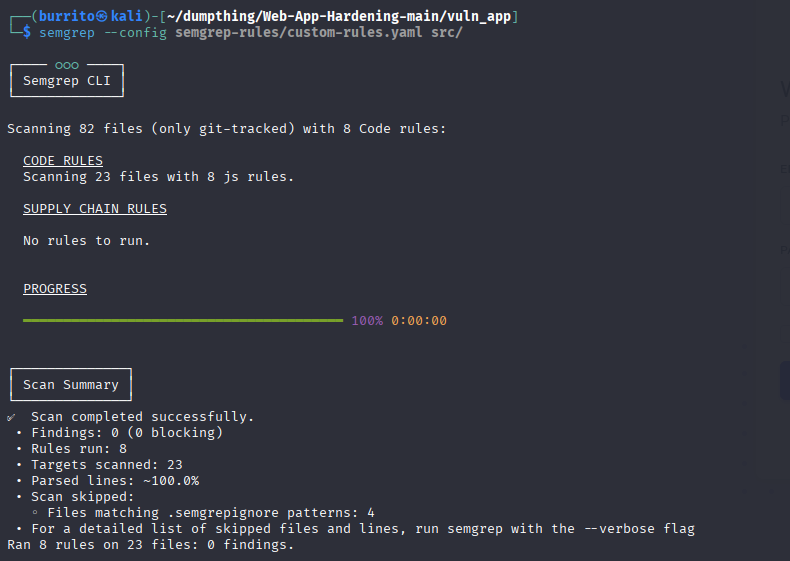 ┌──(burrito㉿kali)-[~/dumpthing/Web-App-Hardening-main/vuln_app]
└─$ semgrep --config semgrep-rules/custom-rules.yaml src/
○○○
Semgrep CLI
Scanning 82 files (only git-tracked) with 8 Code rules:
CODE RULES
Scanning 23 files with 8 js rules.
SUPPLY CHAIN RULES
No rules to run.
PROGRESS
100% 0:00:00
Scan Summary
✅ Scan completed successfully.
• Findings: 0 (0 blocking)
• Rules run: 8
• Targets scanned: 23
• Parsed lines: ~100.0%
• Scan skipped:
◦ Files matching .semgrepignore patterns: 4
• For a detailed list of skipped files and lines, run semgrep with the --verbose flag
Ran 8 rules on 23 files: 0 findings.